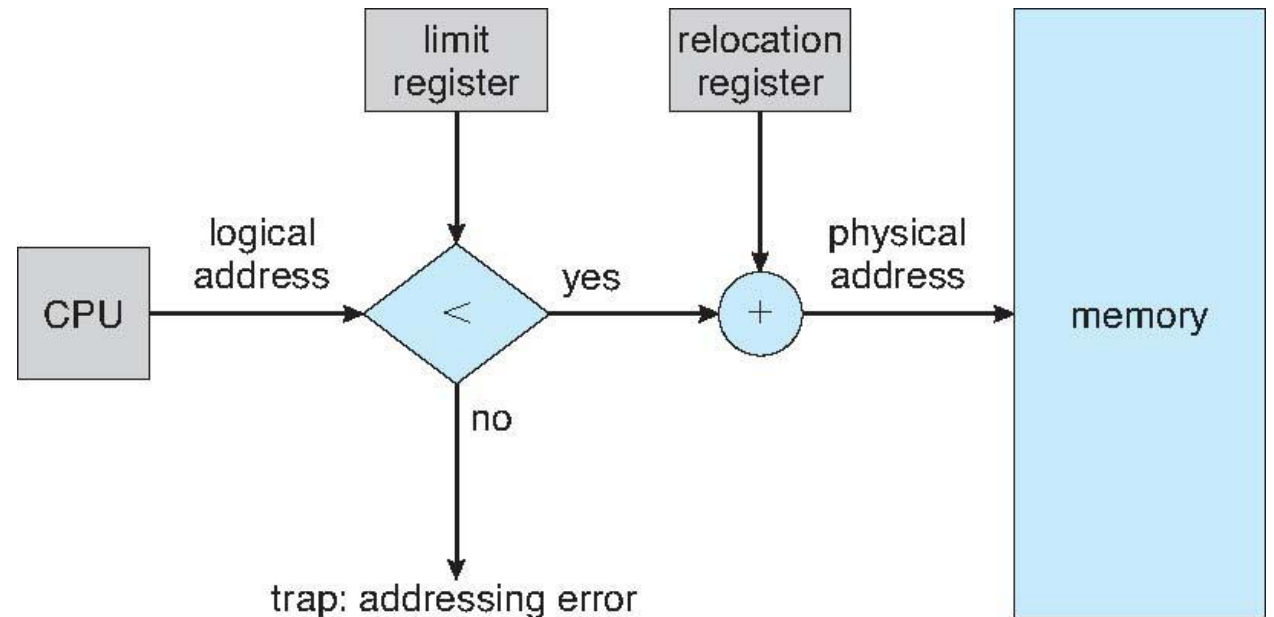 limit
register
relocation
register
logical
address
yes
physical
address
CPU
<
+
memory
no
trap: addressing error